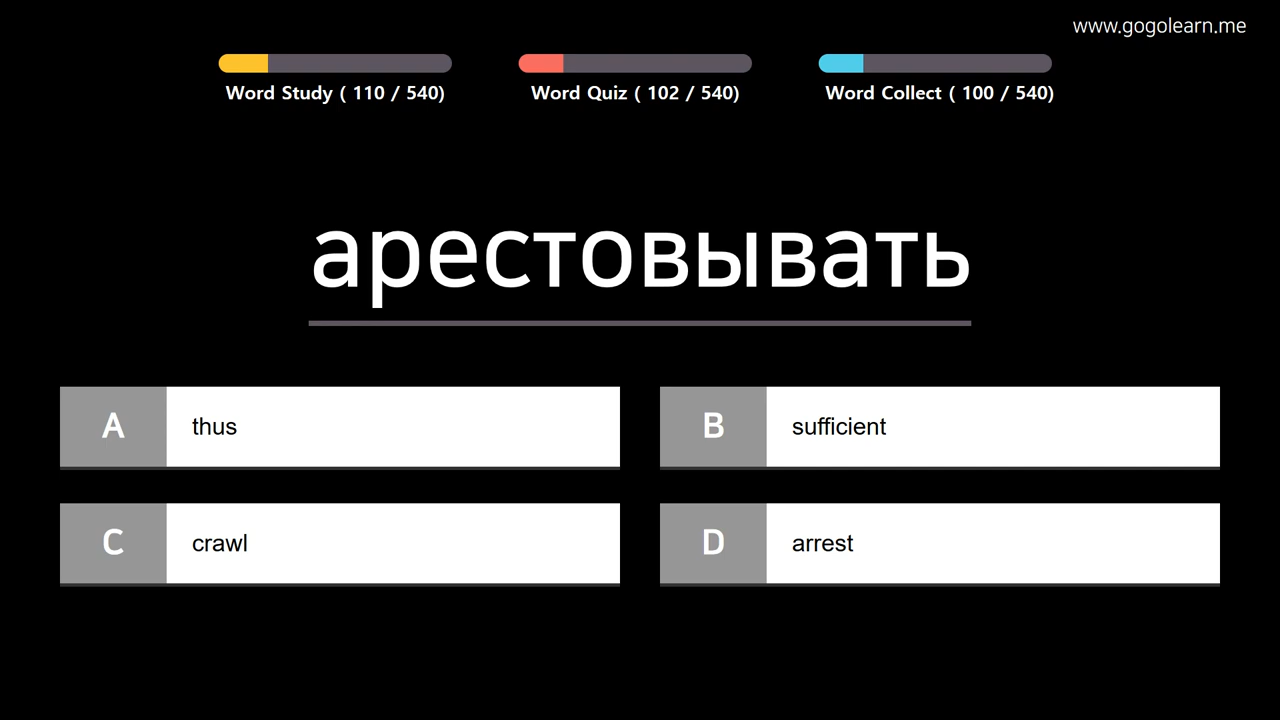 www.gogolearn.me
Word Study ( 110 / 540)
Word Quiz ( 102 / 540)
Word Collect ( 100 / 540)
арестовывать
A thus
B sufficient
C crawl
D arrest